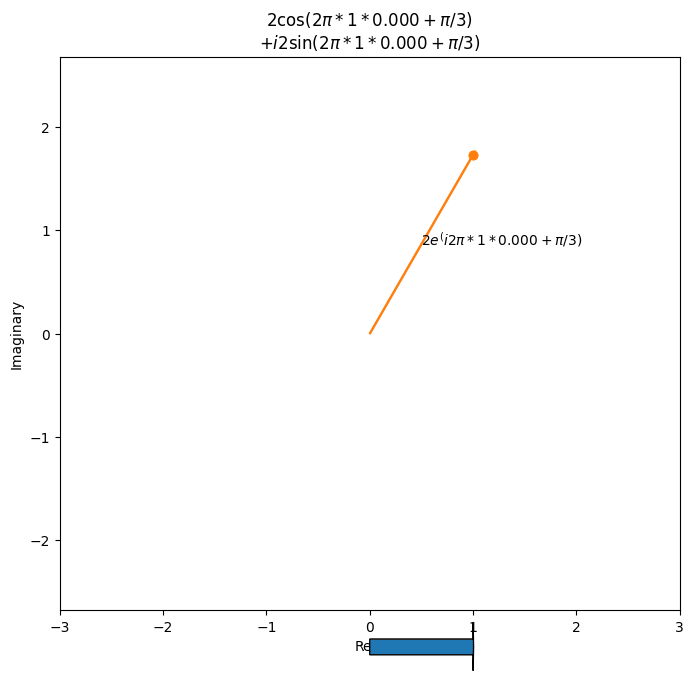 2cos(2π * 1 * 0.000 + π/3)
+i2sin(2π * 1 * 0.000 + π/3)
Imaginary
2
1
0
−1
−2
2e⁽i2π * 1 * 0.000 + π/3)
−3 −2 −1 0 1 2 3
Re